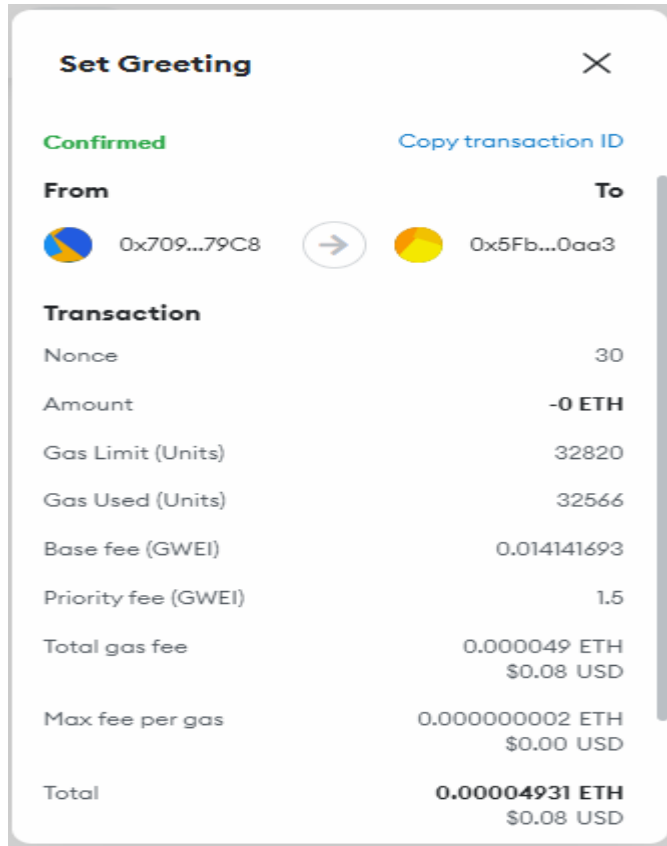 Set Greeting
Confirmed Copy transaction ID
From To
0x709...79C8 0x5Fb...0aa3
Transaction
Nonce 30
Amount -0 ETH
Gas Limit (Units) 32820
Gas Used (Units) 32566
Base fee (GWEI) 0.014141693
Priority fee (GWEI) 1.5
Total gas fee 0.000049 ETH
$0.08 USD
Max fee per gas 0.000000002 ETH
$0.00 USD
Total 0.00004931 ETH
$0.08 USD